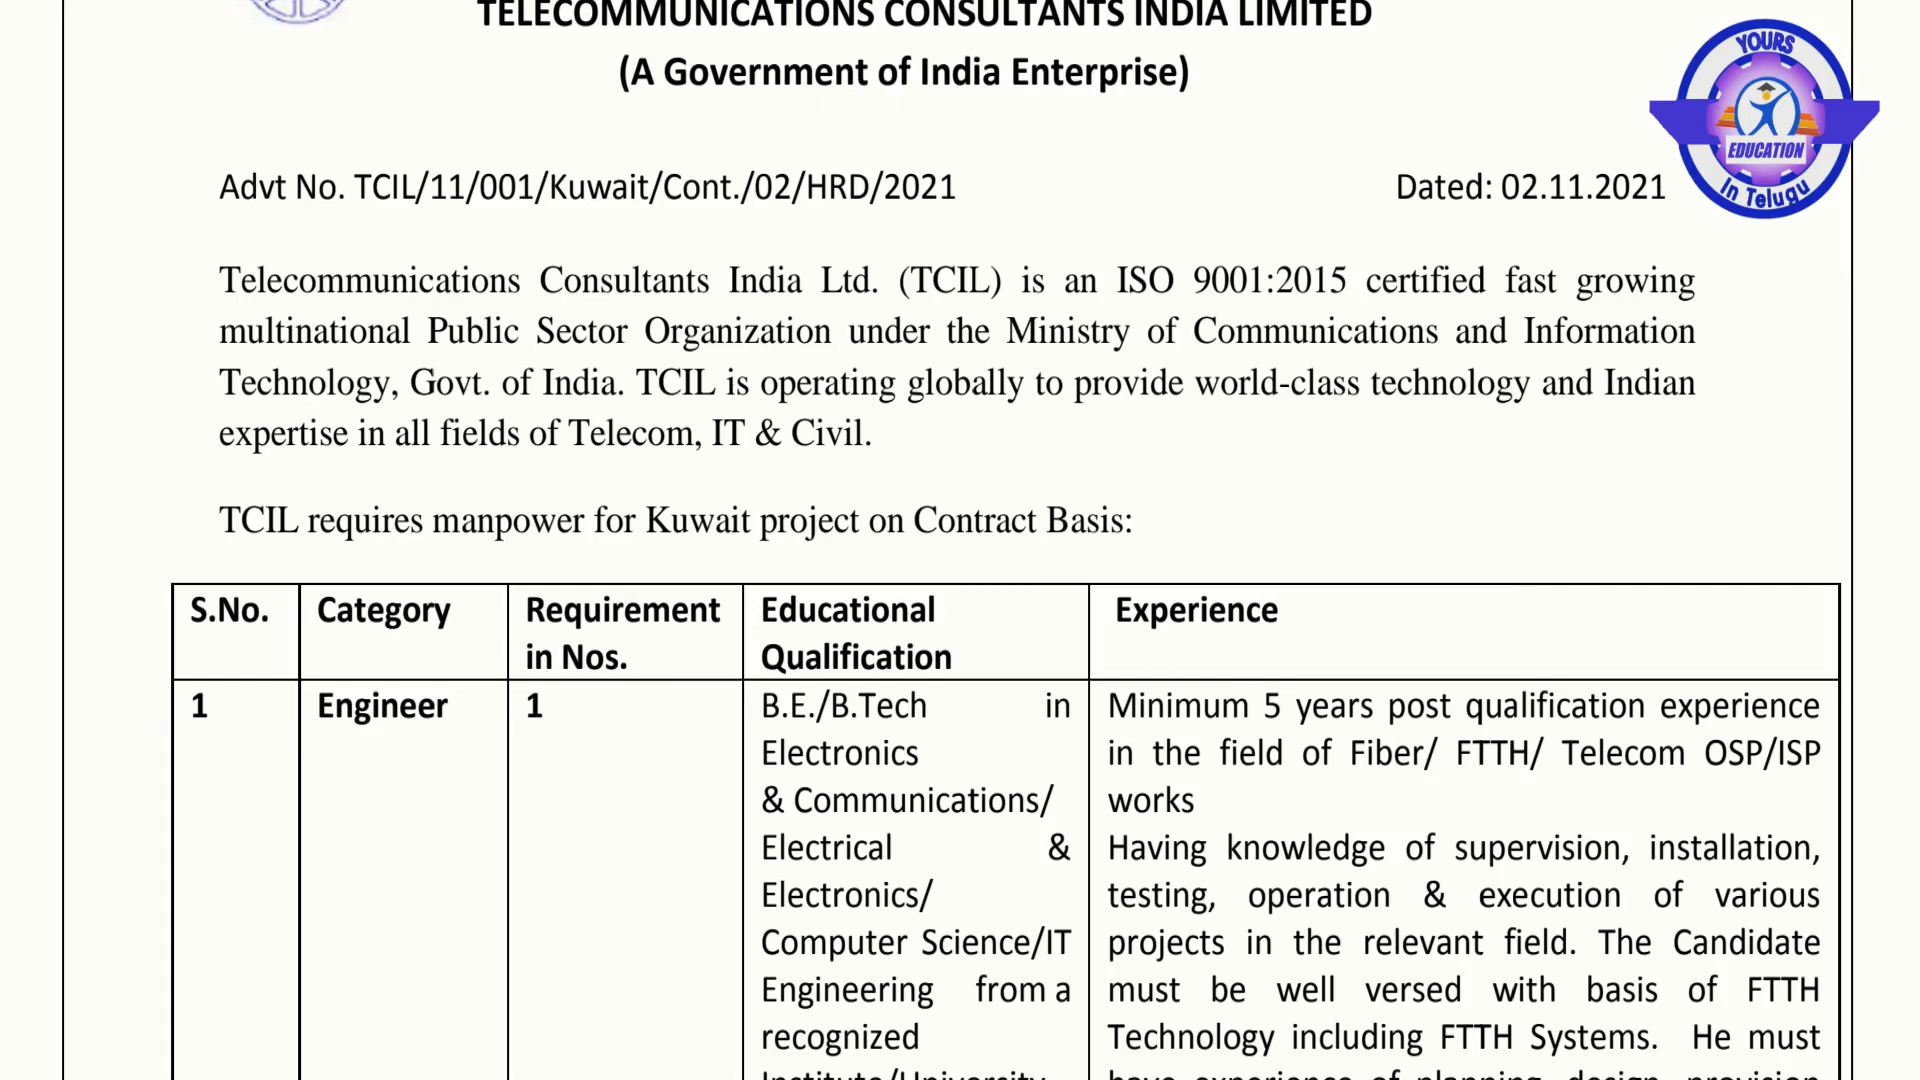 TELECOMMUNICATIONS CONSULTANTS INDIA LIMITED
(A Government of India Enterprise)
YOURS
EDUCATION
In Telugu
Advt No. TCIL/11/001/Kuwait/Cont./02/HRD/2021 Dated: 02.11.2021
Telecommunications Consultants India Ltd. (TCIL) is an ISO 9001:2015 certified fast growing
multinational Public Sector Organization under the Ministry of Communications and Information
Technology, Govt. of India. TCIL is operating globally to provide world-class technology and Indian
expertise in all fields of Telecom, IT & Civil.
TCIL requires manpower for Kuwait project on Contract Basis:
S.No.
Category
Requirement
in Nos.
Educational
Qualification
Experience
1
Engineer
1
B.E./B.Tech in
Electronics
& Communications/
Electrical &
Electronics/
Computer Science/IT
Engineering from a
recognized
Institute/University
Minimum 5 years post qualification experience
in the field of Fiber/ FTTH/ Telecom OSP/ISP
works
Having knowledge of supervision, installation,
testing, operation & execution of various
projects in the relevant field. The Candidate
must be well versed with basis of FTTH
Technology including FTTH Systems. He must
have experience of planning, design, provision